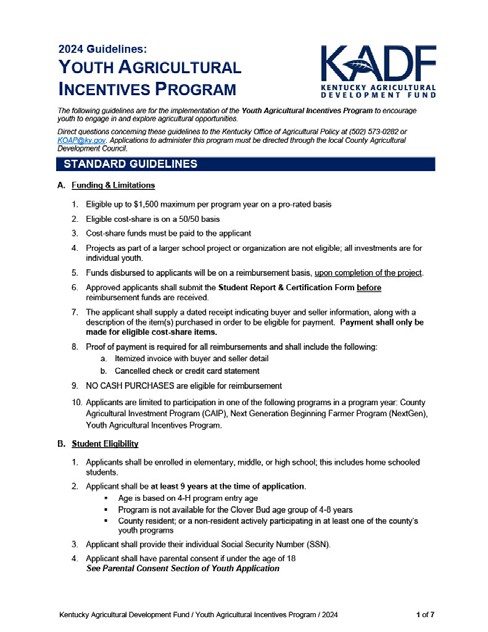 2024 Guidelines:
YOUTH AGRICULTURAL
INCENTIVES PROGRAM
KADF
KENTUCKY AGRICULTURAL
DEVELOPMENT FUND
The following guidelines are for the implementation of the Youth Agricultural Incentives Program to encourage
youth to engage in and explore agricultural opportunities.
Direct questions concerning these guidelines to the Kentucky Office of Agricultural Policy at (502) 573-0282 or
KOAP@ky.gov. Applications to administer this program must be directed through the local County Agricultural
Development Council.
STANDARD GUIDELINES
A. Funding & Limitations
1. Eligible up to $1,500 maximum per program year on a pro-rated basis
2. Eligible cost-share is on a 50/50 basis
3. Cost-share funds must be paid to the applicant
4. Projects as part of a larger school project or organization are not eligible; all investments are for
individual youth.
5. Funds disbursed to applicants will be on a reimbursement basis, upon completion of the project.
6. Approved applicants shall submit the Student Report & Certification Form before
reimbursement funds are received.
7. The applicant shall supply a dated receipt indicating buyer and seller information, along with a
description of the item(s) purchased in order to be eligible for payment. Payment shall only be
made for eligible cost-share items.
8. Proof of payment is required for all reimbursements and shall include the following:
a. Itemized invoice with buyer and seller detail
b. Cancelled check or credit card statement
9. NO CASH PURCHASES are eligible for reimbursement
10. Applicants are limited to participation in one of the following programs in a program year: County
Agricultural Investment Program (CAIP), Next Generation Beginning Farmer Program (NextGen),
Youth Agricultural Incentives Program.
B. Student Eligibility
1. Applicants shall be enrolled in elementary, middle, or high school; this includes home schooled
students.
2. Applicant shall be at least 9 years at the time of application.
▪ Age is based on 4-H program entry age
▪ Program is not available for the Clover Bud age group of 4-8 years
▪ County resident; or a non-resident actively participating in at least one of the county's
youth programs
3. Applicant shall provide their individual Social Security Number (SSN).
4. Applicant shall have parental consent if under the age of 18
See Parental Consent Section of Youth Application
Kentucky Agricultural Development Fund / Youth Agricultural Incentives Program / 2024
1 of 7